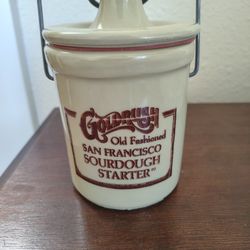 GOLDRUSH
Old Fashioned
SAN FRANCISCO
SOURDOUGH
STARTER